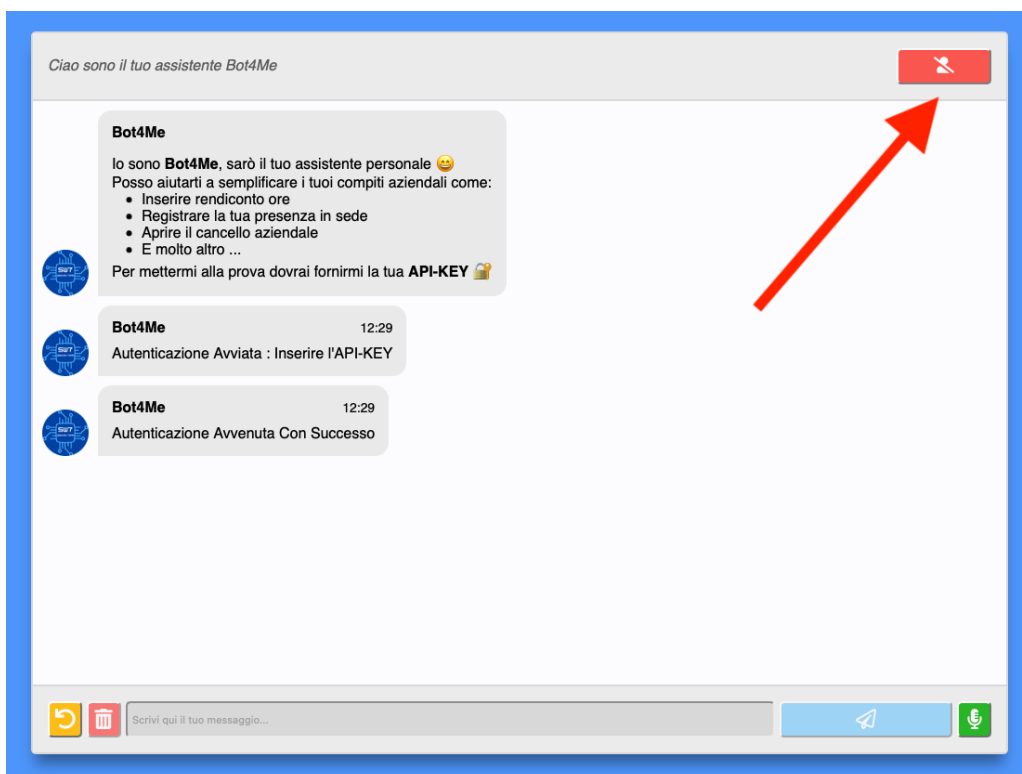 Ciao sono il tuo assistente Bot4Me
Bot4Me
Io sono Bot4Me, sarò il tuo assistente personale 😄
Posso aiutarti a semplificare i tuoi compiti aziendali come:
• Inserire rendiconto ore
• Registrare la tua presenza in sede
• Aprire il cancello aziendale
• E molto altro ...
Per mettermi alla prova dovrai fornirmi la tua API-KEY 🔐
SW7
Bot4Me 12:29
Autenticazione Avviata : Inserire l'API-KEY
SW7
Bot4Me 12:29
Autenticazione Avvenuta Con Successo
SW7
Scrivi qui il tuo messaggio...